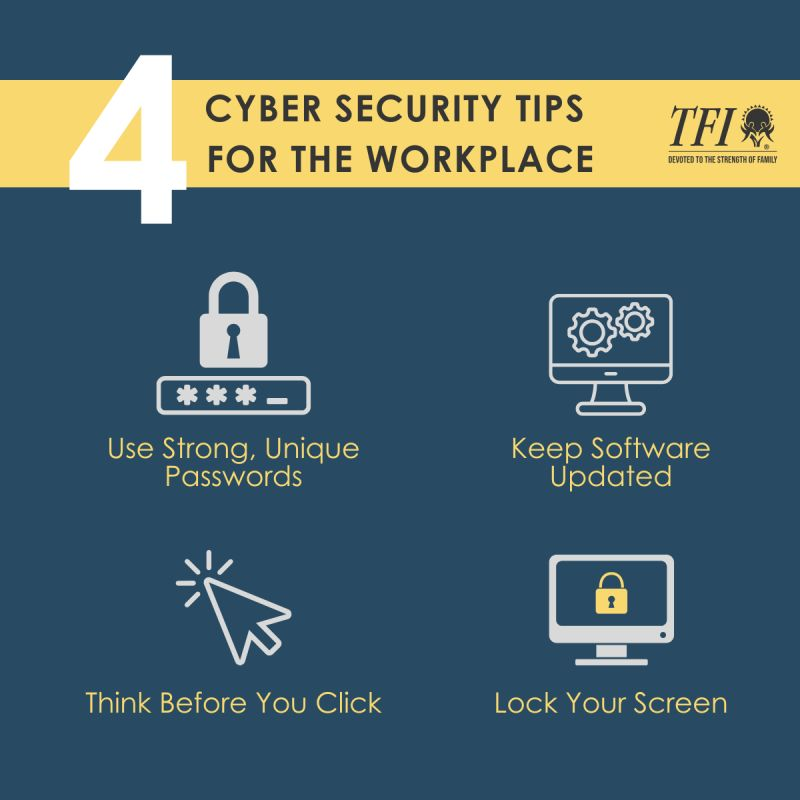 4
CYBER SECURITY TIPS
FOR THE WORKPLACE
TFI
®
DEVOTED TO THE STRENGTH OF FAMILY
***_
Use Strong, Unique
Passwords
Keep Software
Updated
Think Before You Click
Lock Your Screen